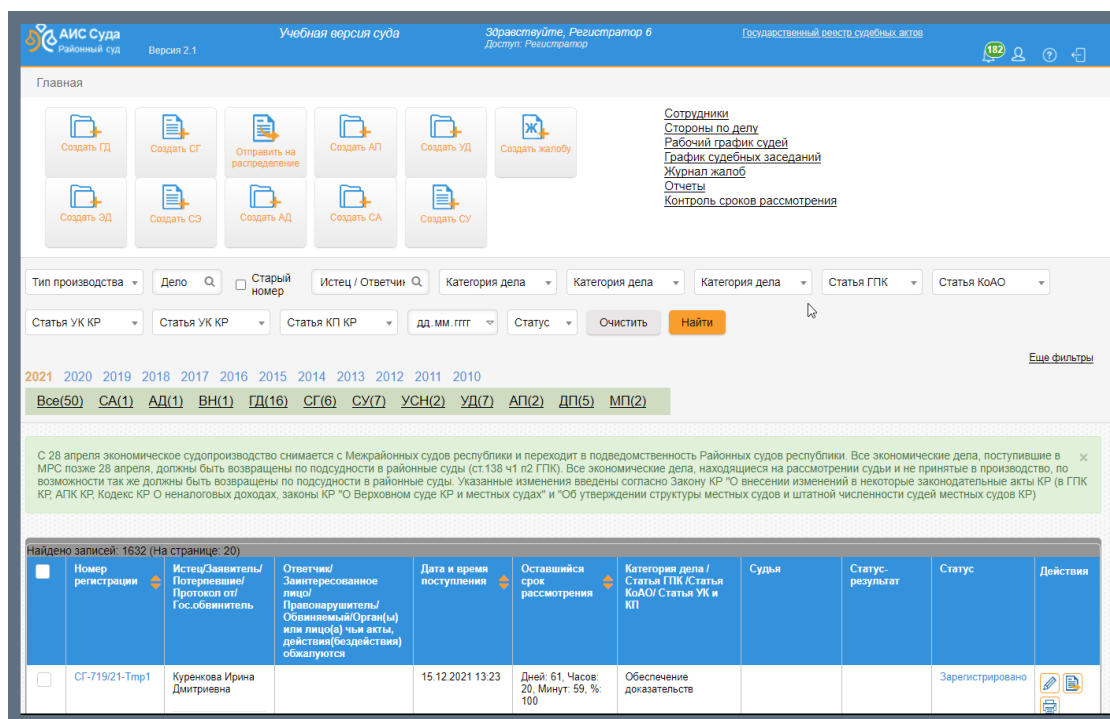 АИС Суда
Районный суд
Версия 2.1
Учебная версия суда
Здравствуйте, Регистратор 6
Доступ: Регистратор
Государственный реестр судебных актов
182
Главная
Создать ГД
Создать СГ
Отправить на
распределение
Создать АП
Создать УД
Ж
Создать жалобу
Создать ЭД
Создать СЭ
Создать АД
Создать СА
Создать СУ
Сотрудники
Стороны по делу
Рабочий график судей
График судебных заседаний
Журнал жалоб
Отчеты
Контроль сроков рассмотрения
Тип производства
Дело
Старый
номер
Истец / Ответчик
Категория дела
Категория дела
Категория дела
Статья ГПК
Статья КоАО
Статья УК КР
Статья УК КР
Статья КП КР
дд.мм.гггг
Статус
Очистить
Найти
Еще фильтры
2021 2020 2019 2018 2017 2016 2015 2014 2013 2012 2011 2010
Все(50) СА(1) АД(1) ВН(1) ГД(16) СГ(6) СУ(7) УСН(2) УД(7) АП(2) ДП(5) МП(2)
С 28 апреля экономическое судопроизводство снимается с Межрайонных судов республики и переходит в подведомственность Районных судов республики. Все экономические дела, поступившие в
МРС позже 28 апреля, должны быть возвращены по подсудности в районные суды (ст.138 ч1 п2 ГПК). Все экономические дела, находящиеся на рассмотрении судьи и не принятые в производство, по
возможности так же должны быть возвращены по подсудности в районные суды. Указанные изменения введены согласно Закону КР "О внесении изменений в некоторые законодательные акты КР (в ГПК
КР, АПК КР, Кодекс КР О неналоговых доходах, законы КР "О Верховном суде КР и местных судах" и "Об утверждении структуры местных судов и штатной численности судей местных судов КР)
Найдено записей: 1632 (На странице: 20)
Номер
регистрации
Истец/Заявитель/
Потерпевшие/
Протокол от/
Гос.обвинитель
Ответчик/
Заинтересованное
лицо/
Правонарушитель/
Обвиняемый/Орган(ы)
или лицо(а) чьи акты,
действия(бездействия)
обжалуются
Дата и время
поступления
Оставшийся
срок
рассмотрения
Категория дела /
Статья ГПК /Статья
КоАО/ Статья УК и
КП
Судья
Статус-
результат
Статус
Действия
СГ-719/21-Tmp1
Куренкова Ирина
Дмитриевна
15.12.2021 13:23
Дней: 61, Часов:
20, Минут: 59, %:
100
Обеспечение
доказательств
Зарегистрировано